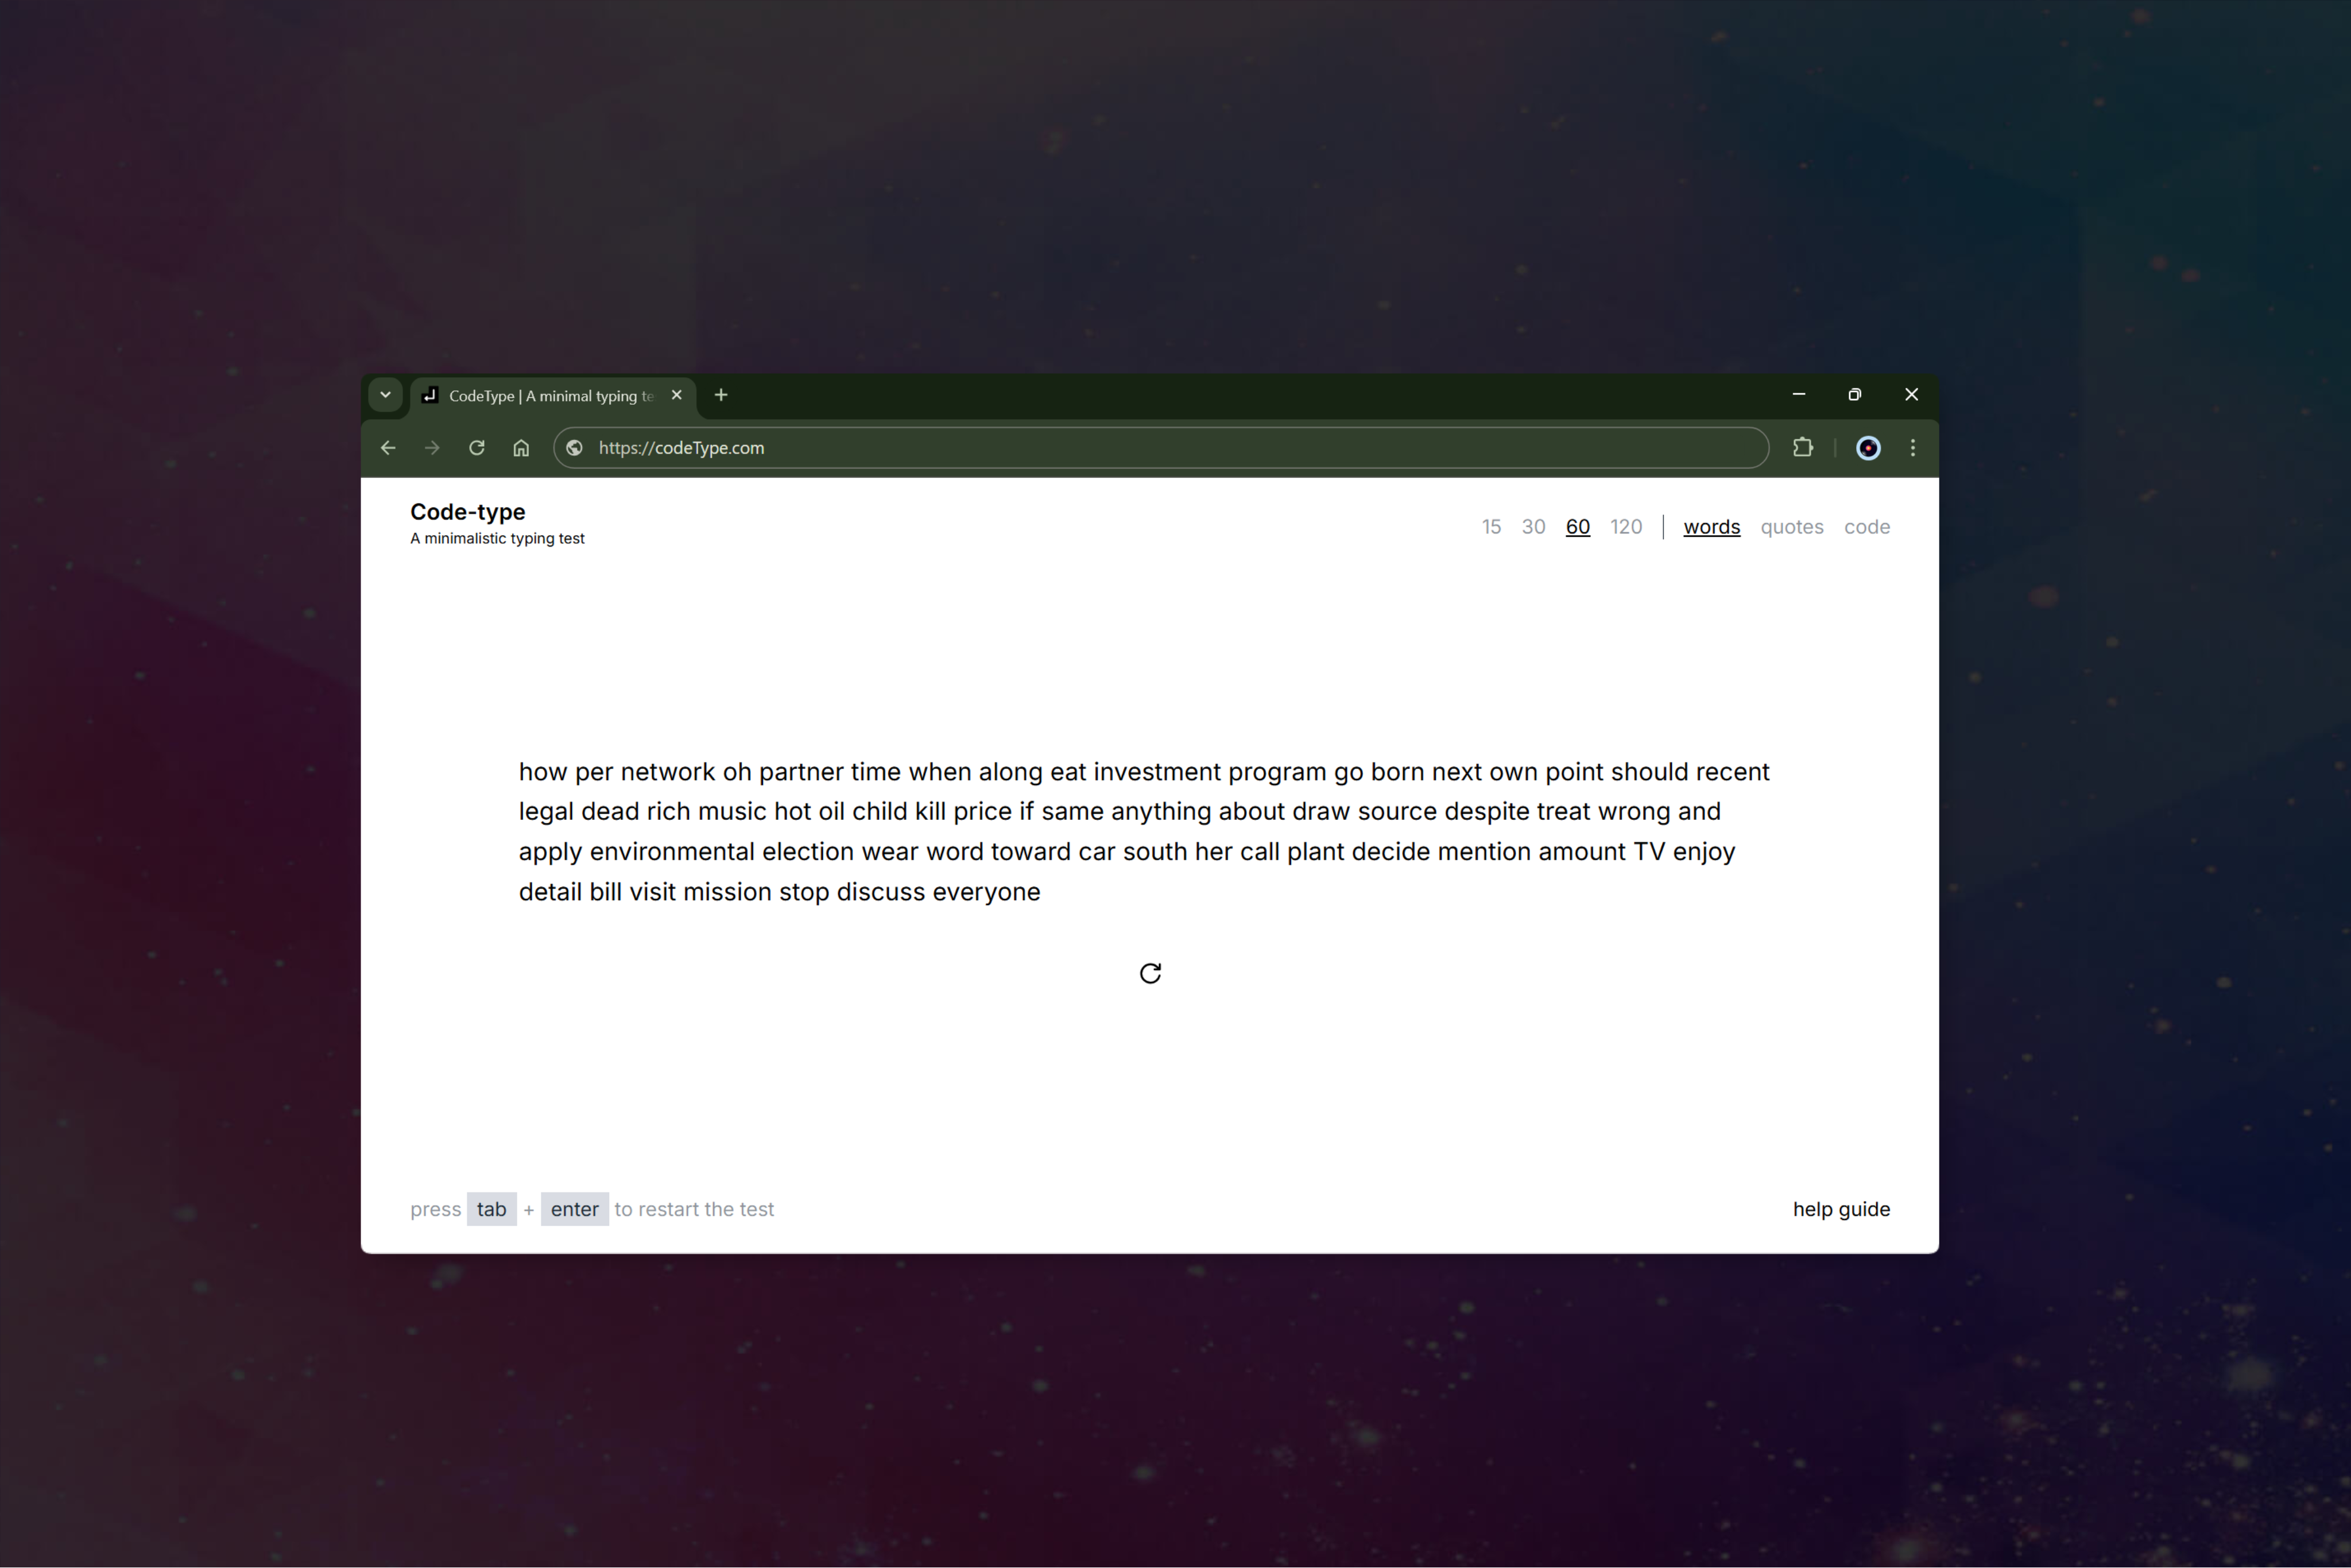 CodeType | A minimal typing te
https://codeType.com
Code-type
A minimalistic typing test
15 30 60 120 | words quotes code
how per network oh partner time when along eat investment program go born next own point should recent
legal dead rich music hot oil child kill price if same anything about draw source despite treat wrong and
apply environmental election wear word toward car south her call plant decide mention amount TV enjoy
detail bill visit mission stop discuss everyone
press tab + enter to restart the test
help guide